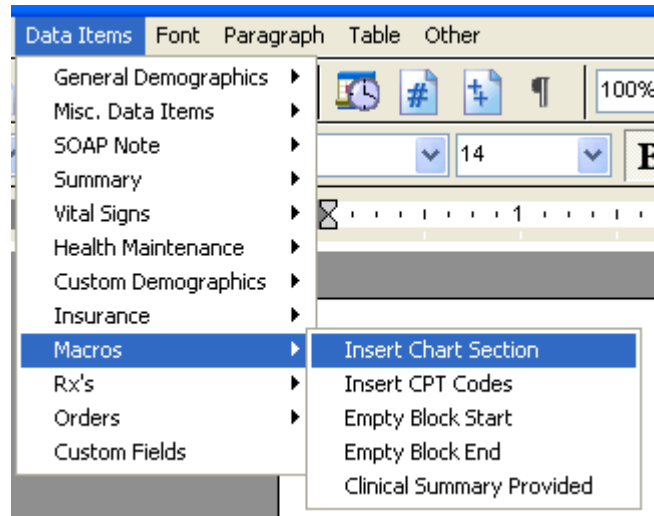 Data Items Font Paragraph Table Other
General Demographics
Misc. Data Items
SOAP Note
Summary
Vital Signs
Health Maintenance
Custom Demographics
Insurance
Macros
Rx's
Orders
Custom Fields
# ¶ 100%
14 B
1
Insert Chart Section
Insert CPT Codes
Empty Block Start
Empty Block End
Clinical Summary Provided